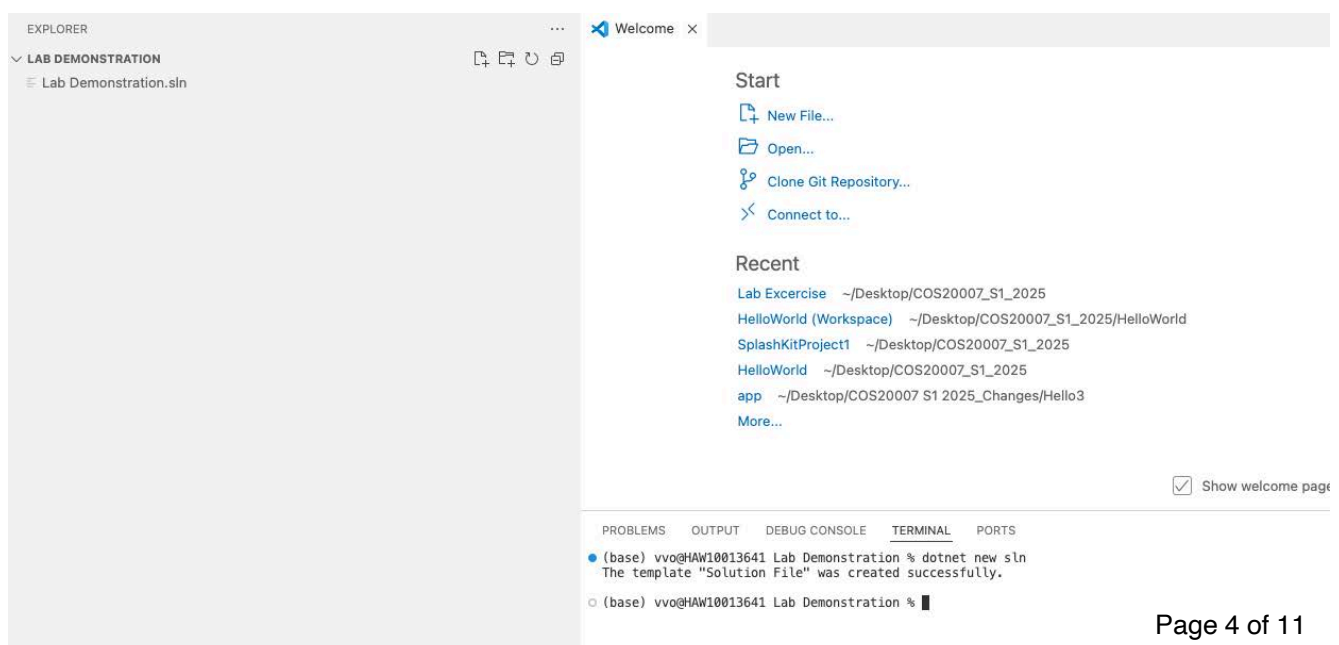 EXPLORER
LAB DEMONSTRATION
Lab Demonstration.sln
Welcome
Start
New File...
Open...
Clone Git Repository...
Connect to...
Recent
Lab Excercise ~/Desktop/COS20007_S1_2025
HelloWorld (Workspace) ~/Desktop/COS20007_S1_2025/HelloWorld
SplashKitProject1 ~/Desktop/COS20007_S1_2025
HelloWorld ~/Desktop/COS20007_S1_2025
app ~/Desktop/COS20007 S1 2025_Changes/Hello3
More...
Show welcome page
PROBLEMS OUTPUT DEBUG CONSOLE TERMINAL PORTS
(base) vvo@HAW10013641 Lab Demonstration % dotnet new sln
The template "Solution File" was created successfully.
(base) vvo@HAW10013641 Lab Demonstration %
Page 4 of 11